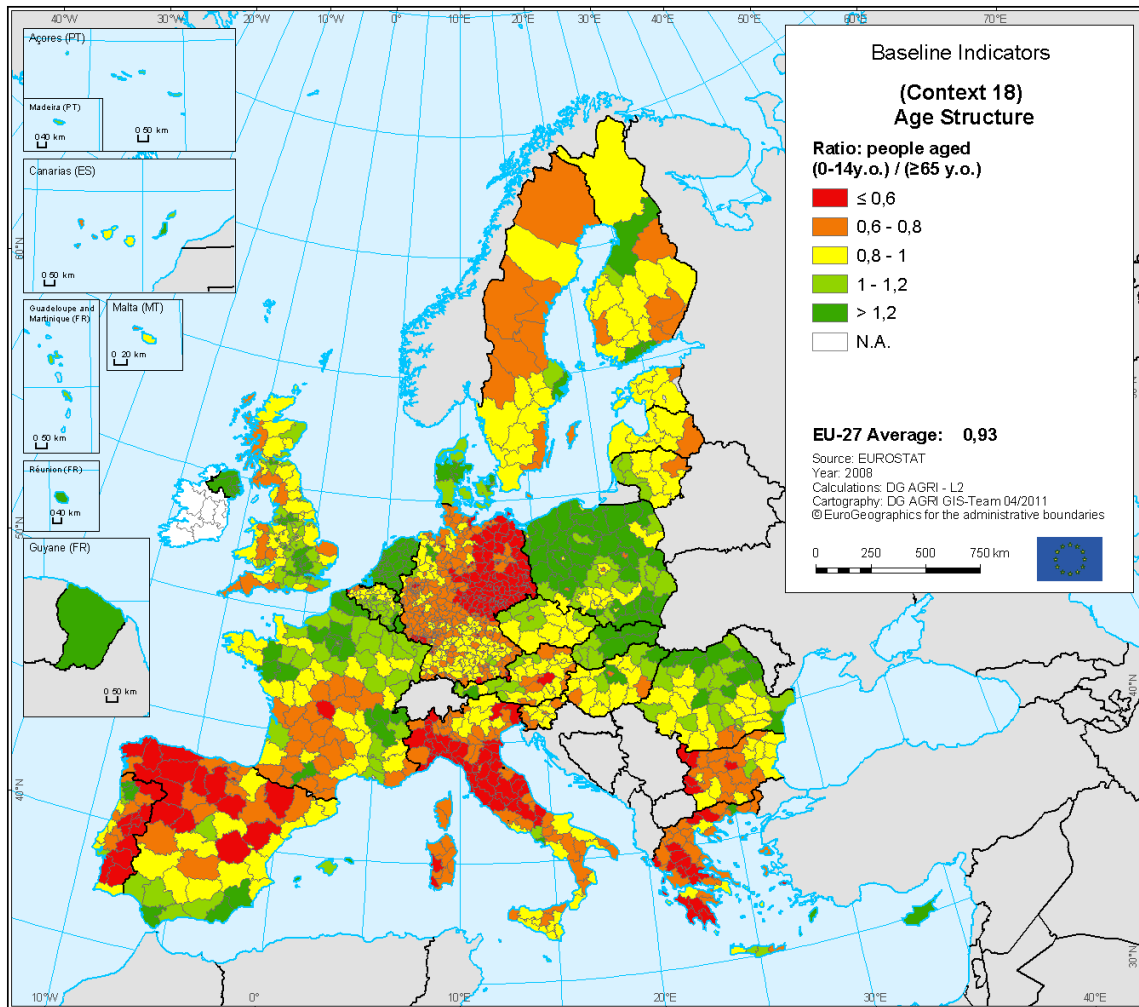 40°W
30°W
20°W
10°W
0°
10°E
20°E
30°E
40°E
50°E
60°E
70°E
Baseline Indicators
(Context 18)
Age Structure
Ratio: people aged
(0-14y.o.) / (≥65 y.o.)
≤ 0,6
0,6 - 0,8
0,8 - 1
1 - 1,2
> 1,2
N.A.
EU-27 Average: 0,93
Source: EUROSTAT
Year: 2008
Calculations: DG AGRI - L2
Cartography: DG AGRI GIS-Team 04/2011
© EuroGeographics for the administrative boundaries
0 250 500 750 km
Açores (PT)
Madeira (PT)
0 40 km
0 50 km
Canarias (ES)
0 50 km
Guadeloupe and
Martinique (FR)
0 50 km
Malta (MT)
0 20 km
Réunion (FR)
0 40 km
Guyane (FR)
0 50 km
60°N
50°N
40°N
40°N
10°W
0°
10°E
20°E
30°E
40°E